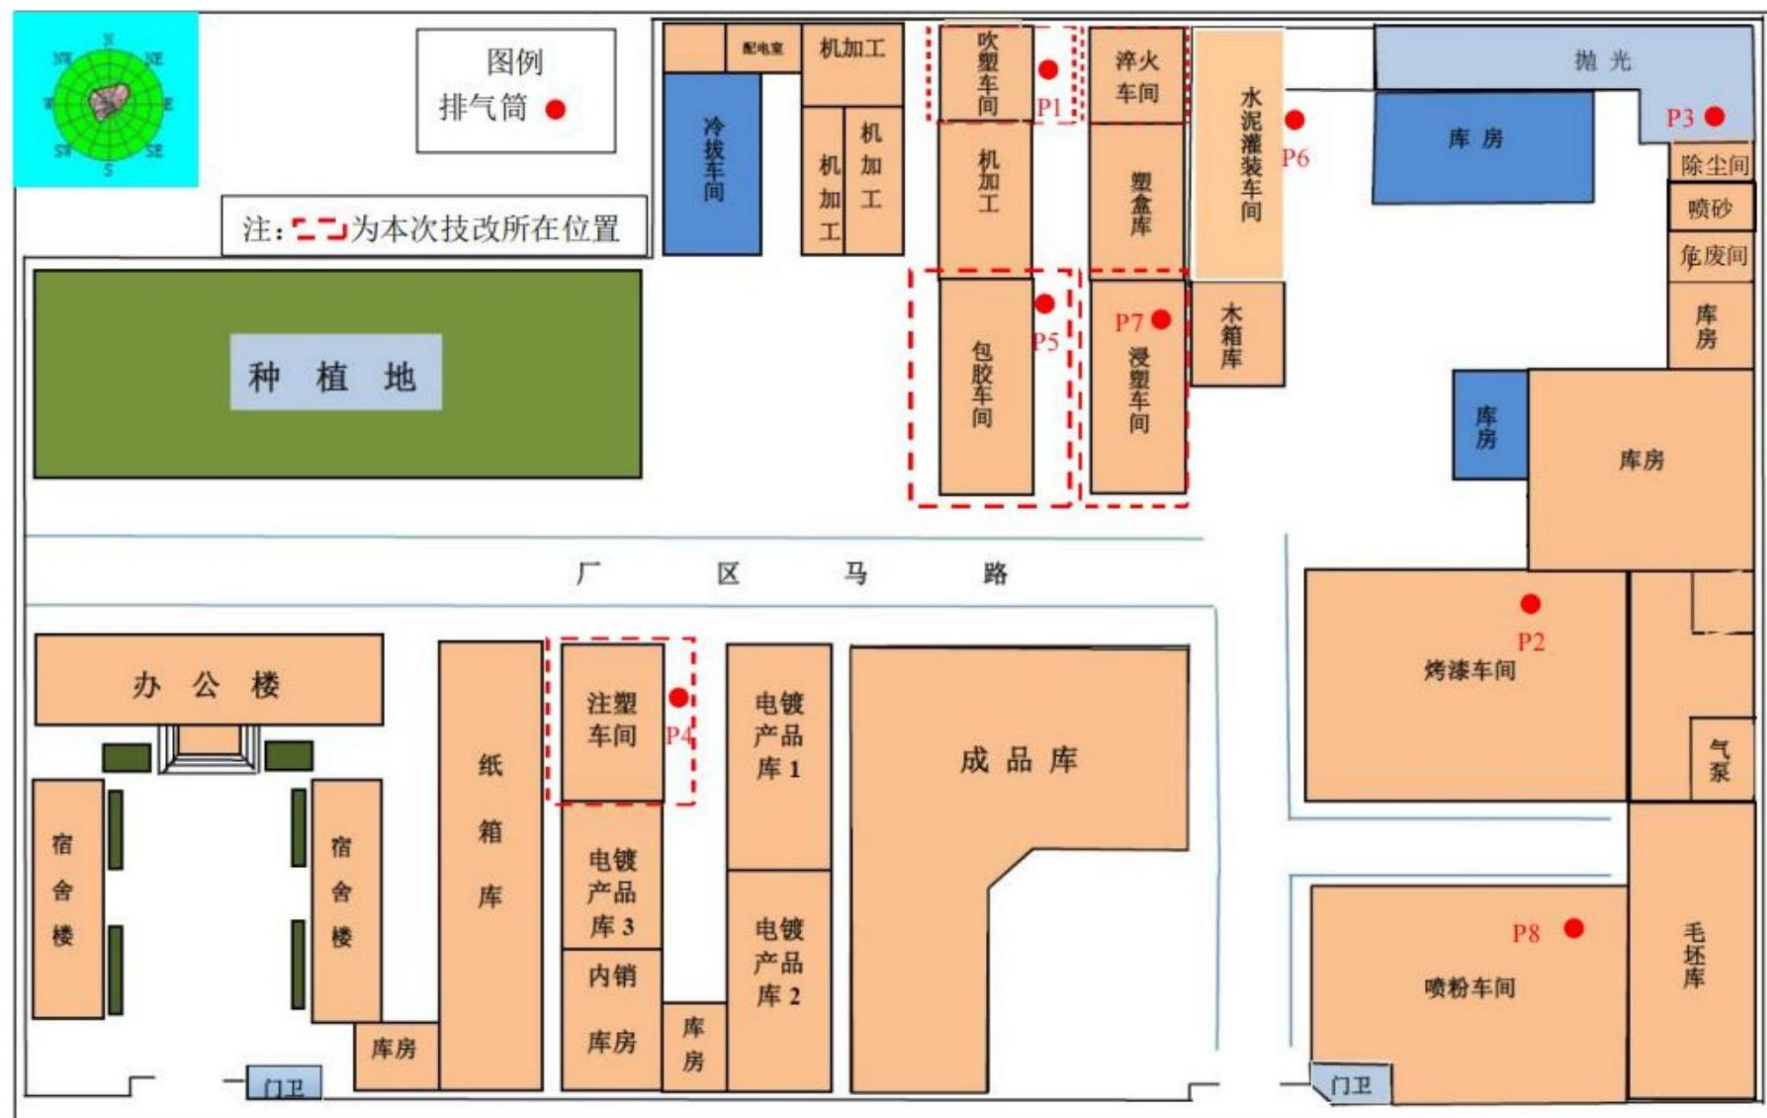 N
NW
NE
W
E
SW
SE
S
图例
排气筒
注:
为本次技改所在位置
配电室
机加工
冷拔车间
机加工
机加工
吹塑车间
P1
淬火
车间
机加工
塑盒库
水泥灌装车间
P6
抛 光
P3
库 房
除尘间
喷砂
危废间
库房
木箱库
包胶车间
P5
P7
浸塑车间
种 植 地
库房
库房
厂 区 马 路
办 公 楼
宿舍楼
宿舍楼
库房
门卫
纸箱库
注塑
车间
P4
电镀
产品
库3
内销
库房
库房
电镀
产品
库1
电镀
产品
库2
成 品 库
P2
烤漆车间
气泵
P8
喷粉车间
毛坯库
门卫